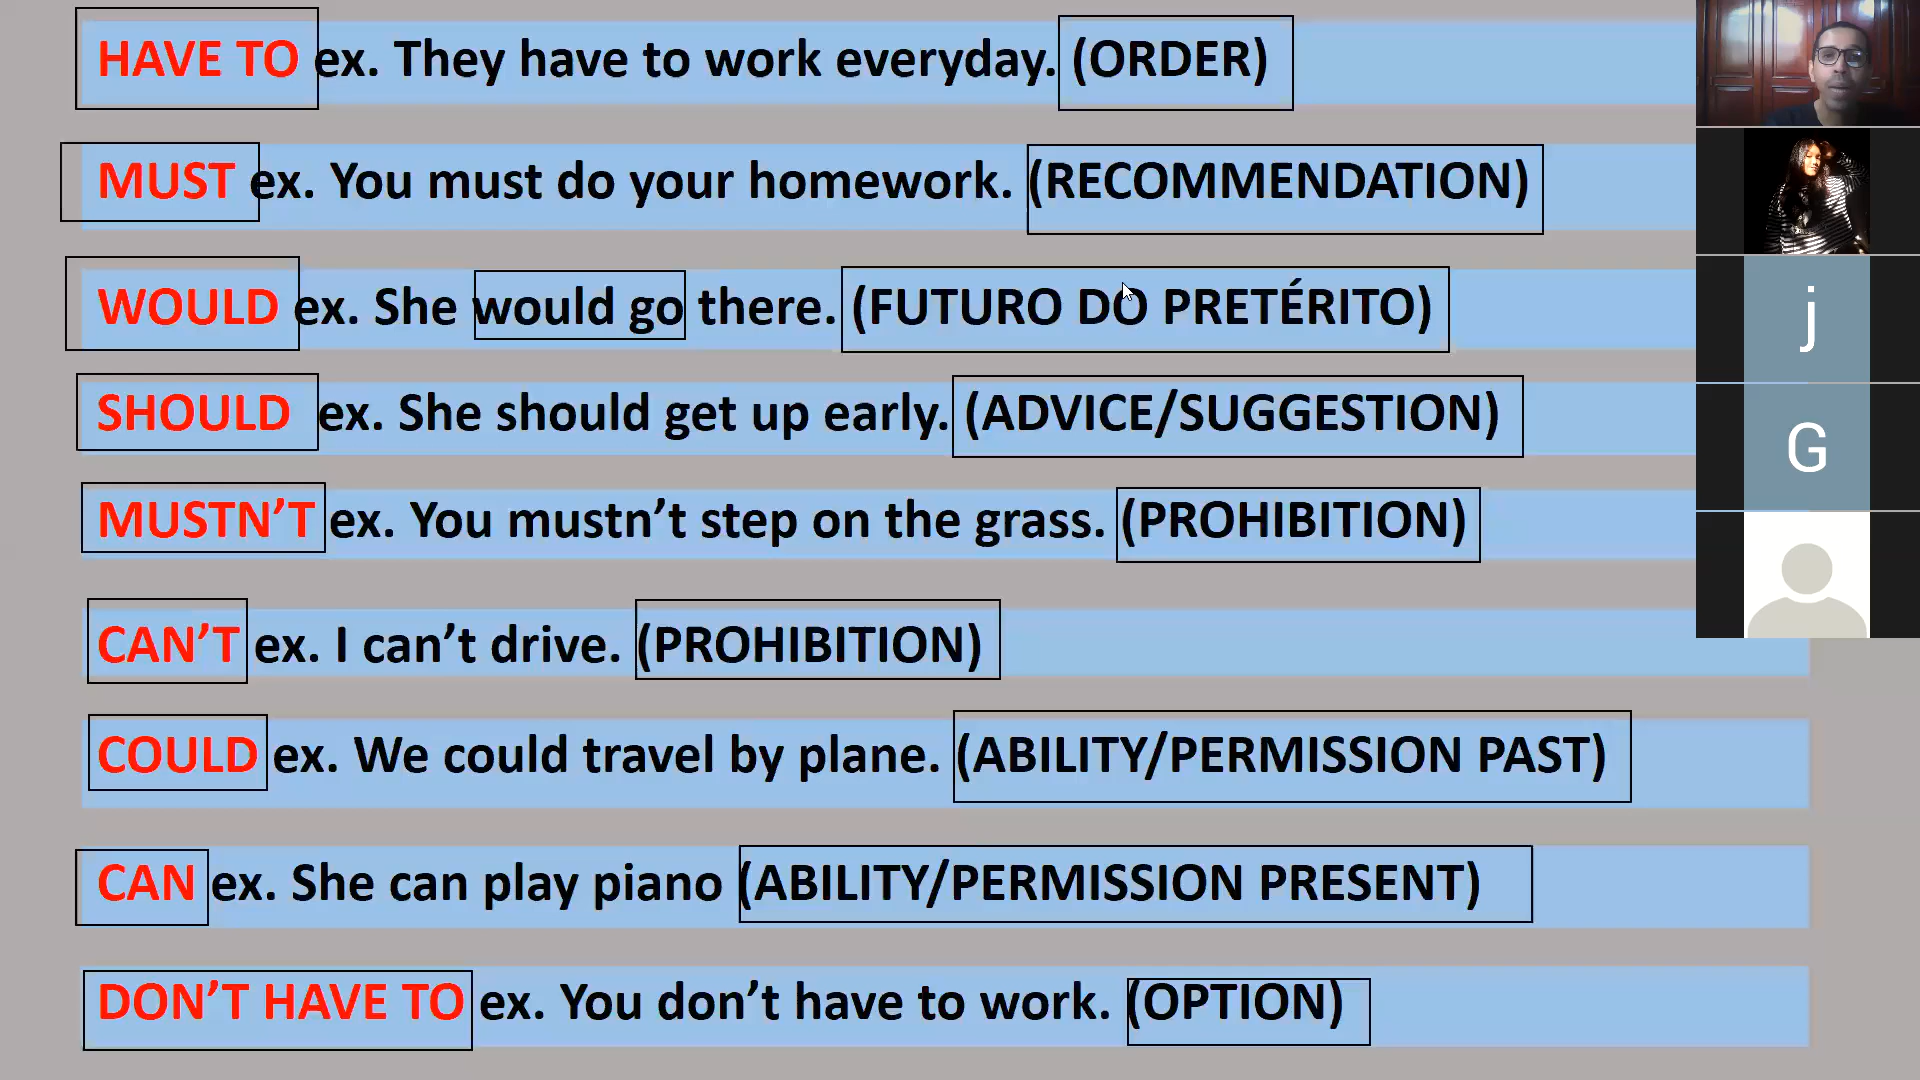 HAVE TO ex. They have to work everyday. (ORDER)
MUST ex. You must do your homework. (RECOMMENDATION)
WOULD ex. She would go there. (FUTURO DO PRETÉRITO)
SHOULD ex. She should get up early. (ADVICE/SUGGESTION)
MUSTN’T ex. You mustn’t step on the grass. (PROHIBITION)
CAN’T ex. I can’t drive. (PROHIBITION)
COULD ex. We could travel by plane. (ABILITY/PERMISSION PAST)
CAN ex. She can play piano (ABILITY/PERMISSION PRESENT)
DON’T HAVE TO ex. You don’t have to work. (OPTION)
j
G